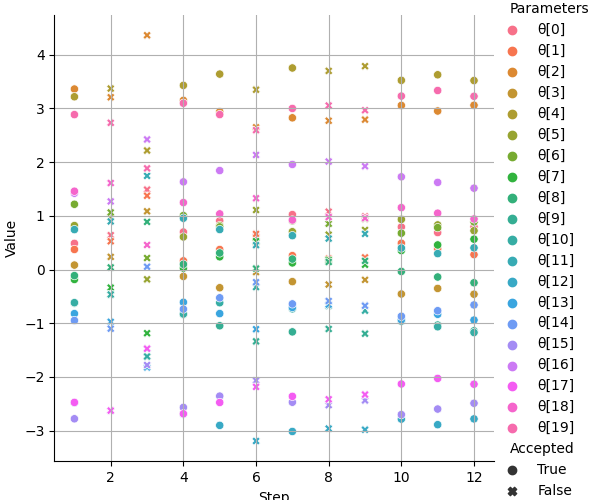 Parameters
θ[0]
θ[1]
θ[2]
θ[3]
θ[4]
θ[5]
θ[6]
θ[7]
θ[8]
θ[9]
θ[10]
θ[11]
θ[12]
θ[13]
θ[14]
θ[15]
θ[16]
θ[17]
θ[18]
θ[19]
Accepted
True
False
Value
4
3
2
1
0
−1
−2
−3
2
4
6
8
10
12
Step